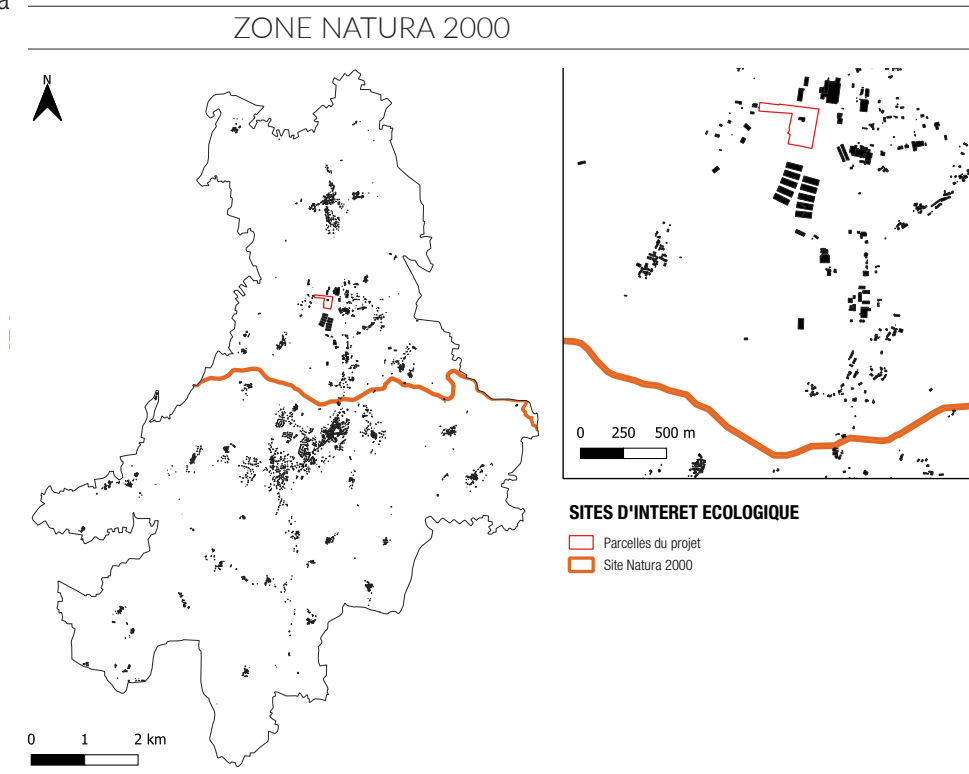 a
ZONE NATURA 2000
N
0 250 500 m
SITES D'INTERET ECOLOGIQUE
Parcelles du projet
Site Natura 2000
0 1 2 km